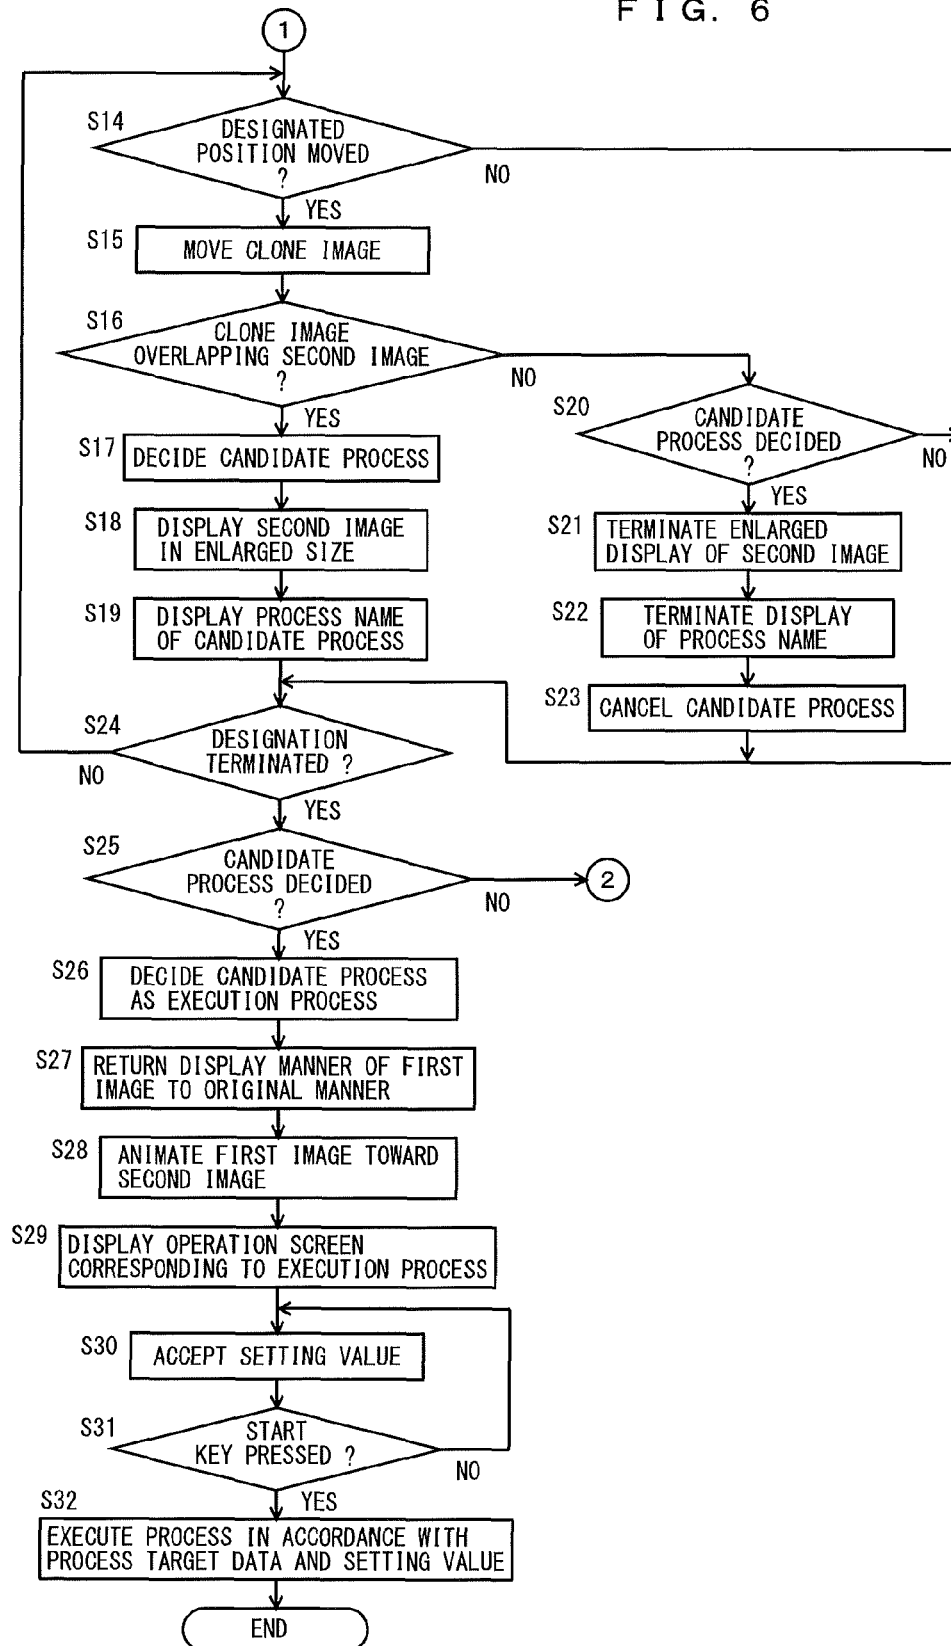 FIG. 6
1
S14
DESIGNATED
POSITION MOVED
?
NO
YES
S15
MOVE CLONE IMAGE
S16
CLONE IMAGE
OVERLAPPING SECOND IMAGE
?
NO
YES
S17
DECIDE CANDIDATE PROCESS
S18
DISPLAY SECOND IMAGE
IN ENLARGED SIZE
S19
DISPLAY PROCESS NAME
OF CANDIDATE PROCESS
S20
CANDIDATE
PROCESS DECIDED
?
NO
YES
S21
TERMINATE ENLARGED
DISPLAY OF SECOND IMAGE
S22
TERMINATE DISPLAY
OF PROCESS NAME
S23
CANCEL CANDIDATE PROCESS
S24
DESIGNATION
TERMINATED ?
NO
YES
S25
CANDIDATE
PROCESS DECIDED
?
NO
2
YES
S26
DECIDE CANDIDATE PROCESS
AS EXECUTION PROCESS
S27
RETURN DISPLAY MANNER OF FIRST
IMAGE TO ORIGINAL MANNER
S28
ANIMATE FIRST IMAGE TOWARD
SECOND IMAGE
S29
DISPLAY OPERATION SCREEN
CORRESPONDING TO EXECUTION PROCESS
S30
ACCEPT SETTING VALUE
S31
START
KEY PRESSED ?
NO
YES
S32
EXECUTE PROCESS IN ACCORDANCE WITH
PROCESS TARGET DATA AND SETTING VALUE
END